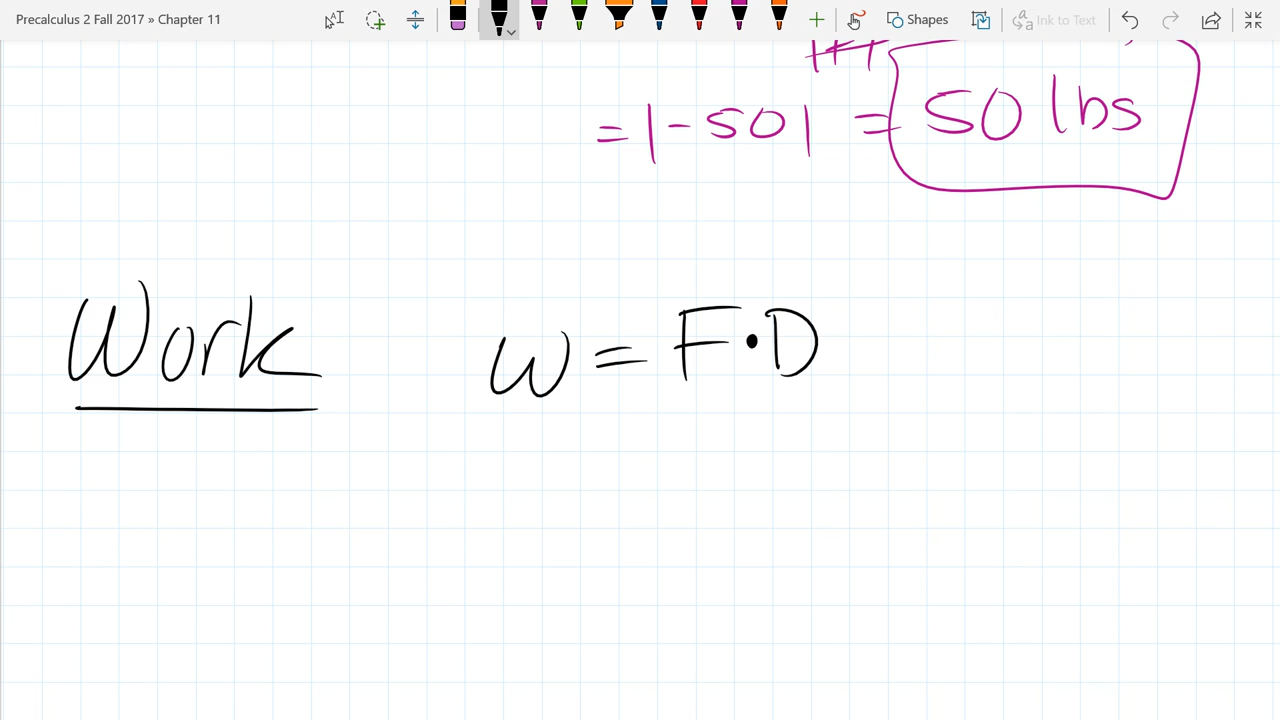 Precalculus 2 Fall 2017 » Chapter 11
Shapes
Ink to Text
= |-50| = 50 lbs
Work
W = F • D